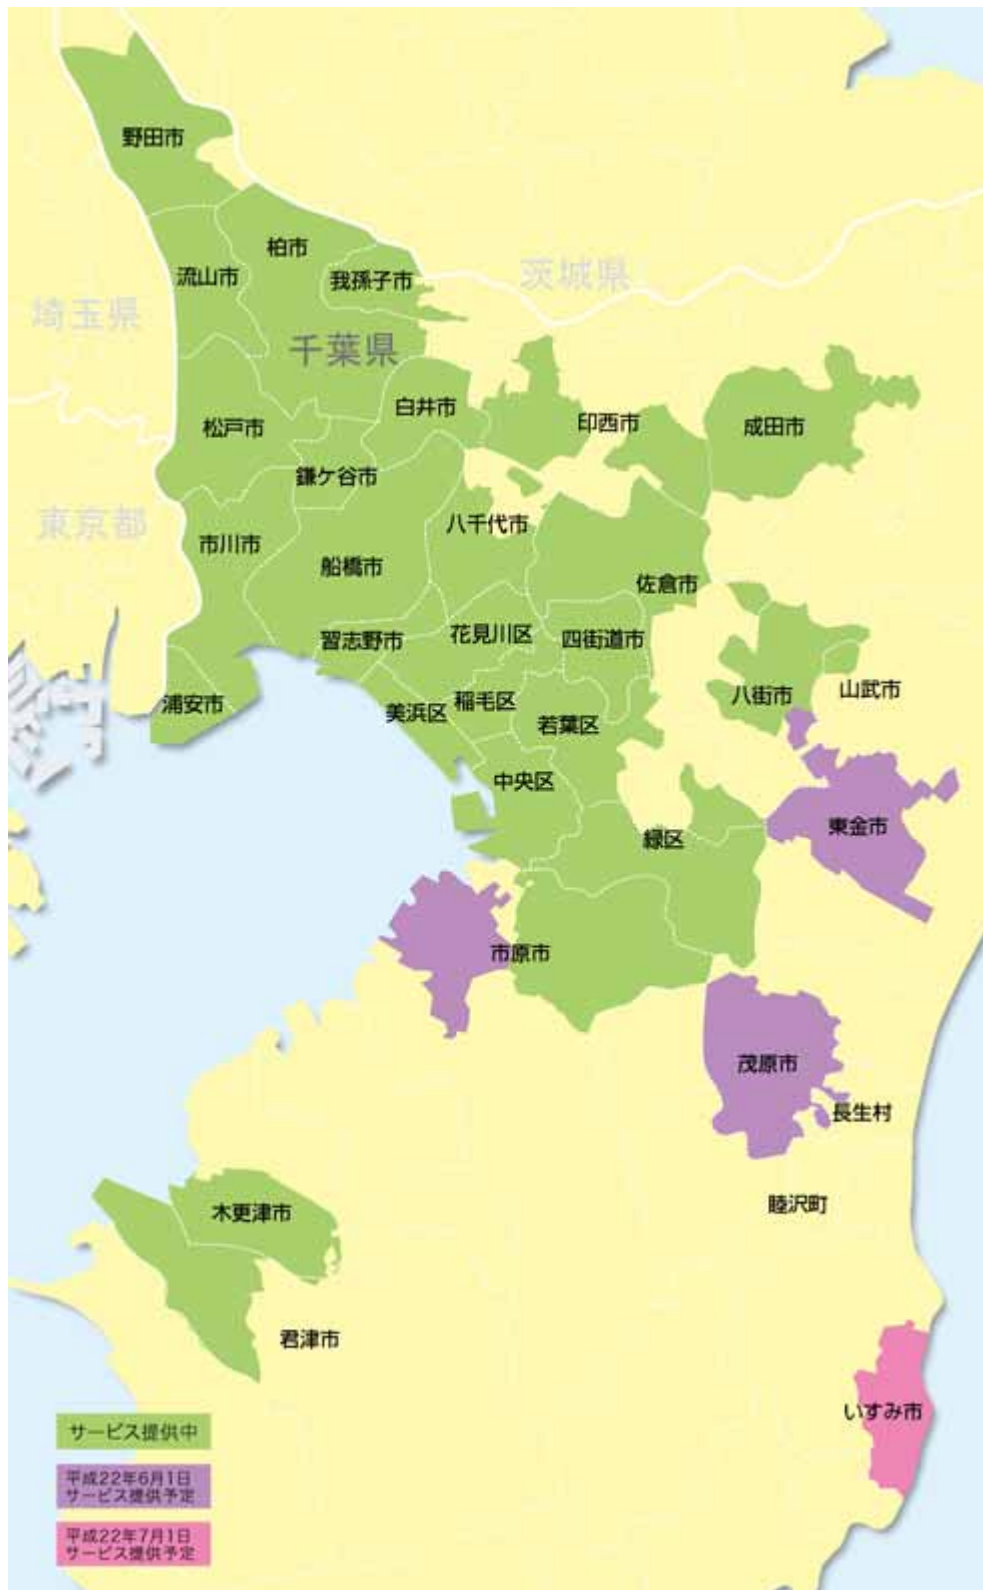 野田市
柏市
流山市
我孫子市
茨城県
埼玉県
千葉県
白井市
松戸市
印西市
成田市
鎌ケ谷市
東京都
市川市
八千代市
船橋市
佐倉市
習志野市
花見川区
四街道市
浦安市
美浜区
稲毛区
若葉区
八街市
山武市
中央区
緑区
東金市
市原市
茂原市
長生村
睦沢町
木更津市
君津市
いすみ市
サービス提供中
平成22年6月1日
サービス提供予定
平成22年7月1日
サービス提供予定